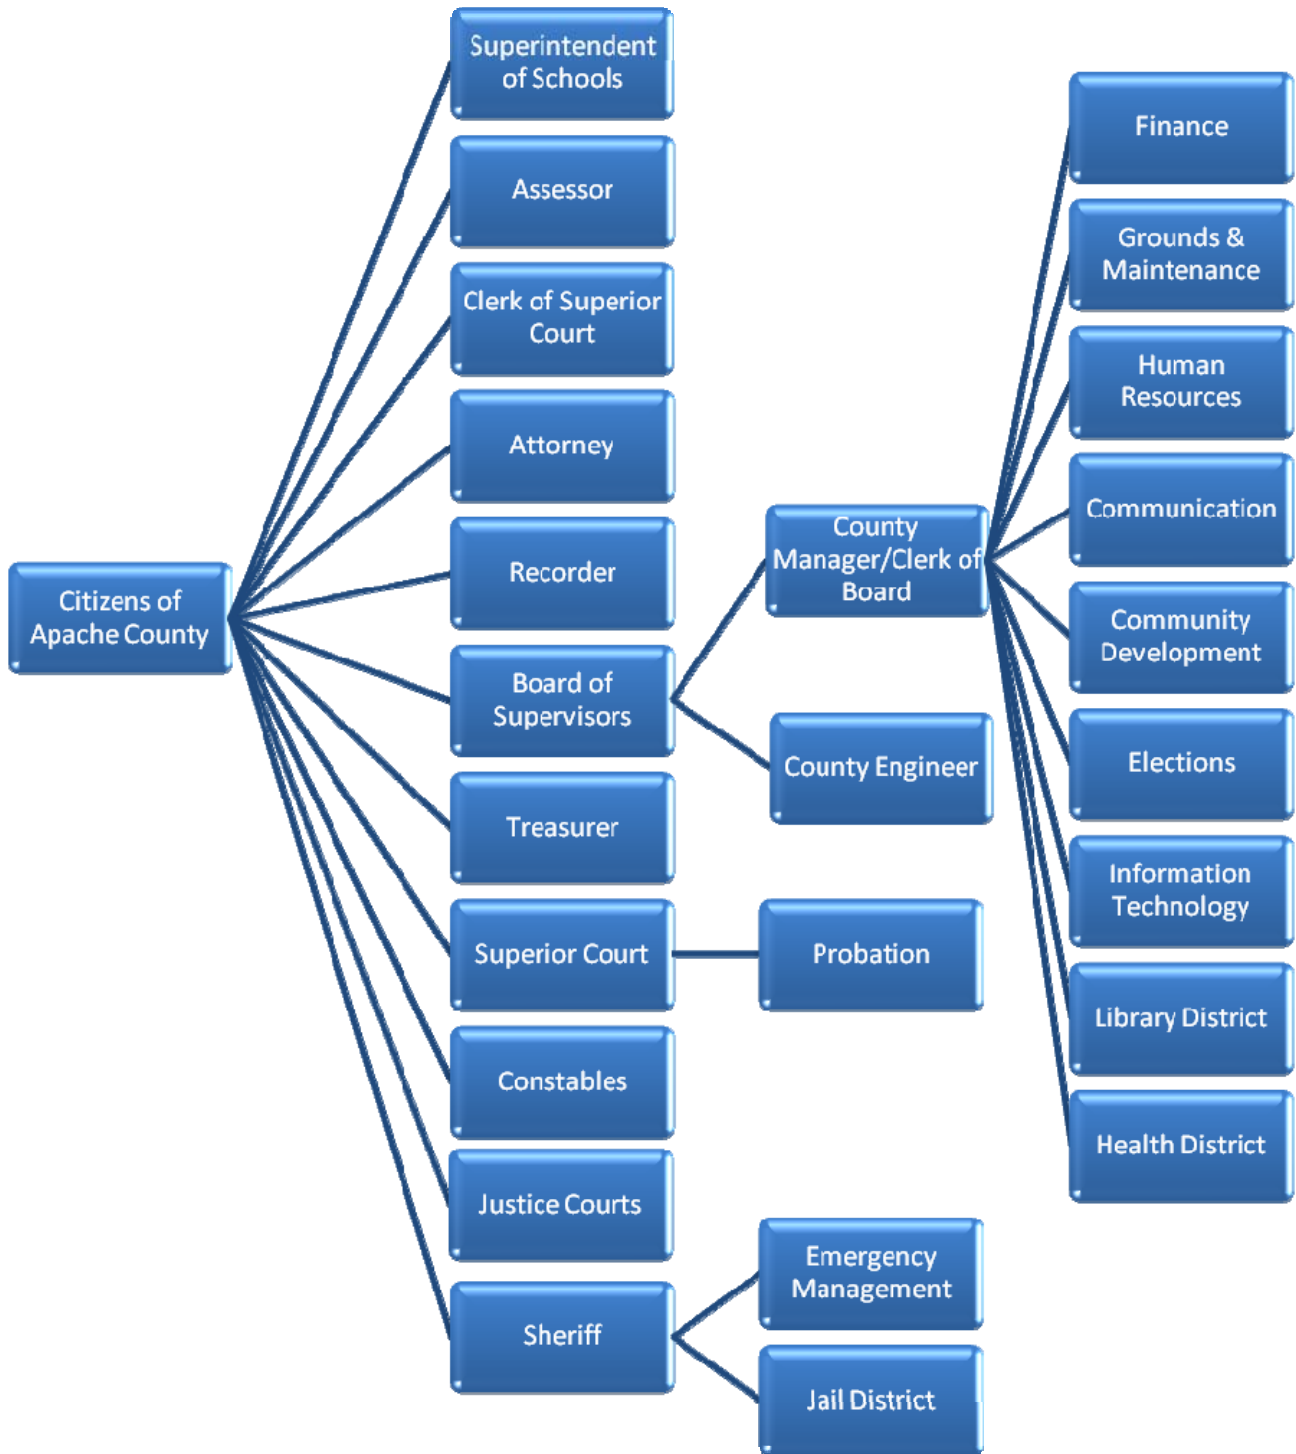 Citizens of
Apache County
Superintendent
of Schools
Assessor
Clerk of Superior
Court
Attorney
Recorder
Board of
Supervisors
Treasurer
Superior Court
Constables
Justice Courts
Sheriff
County
Manager/Clerk of
Board
County Engineer
Probation
Emergency
Management
Jail District
Finance
Grounds &
Maintenance
Human
Resources
Communication
Community
Development
Elections
Information
Technology
Library District
Health District